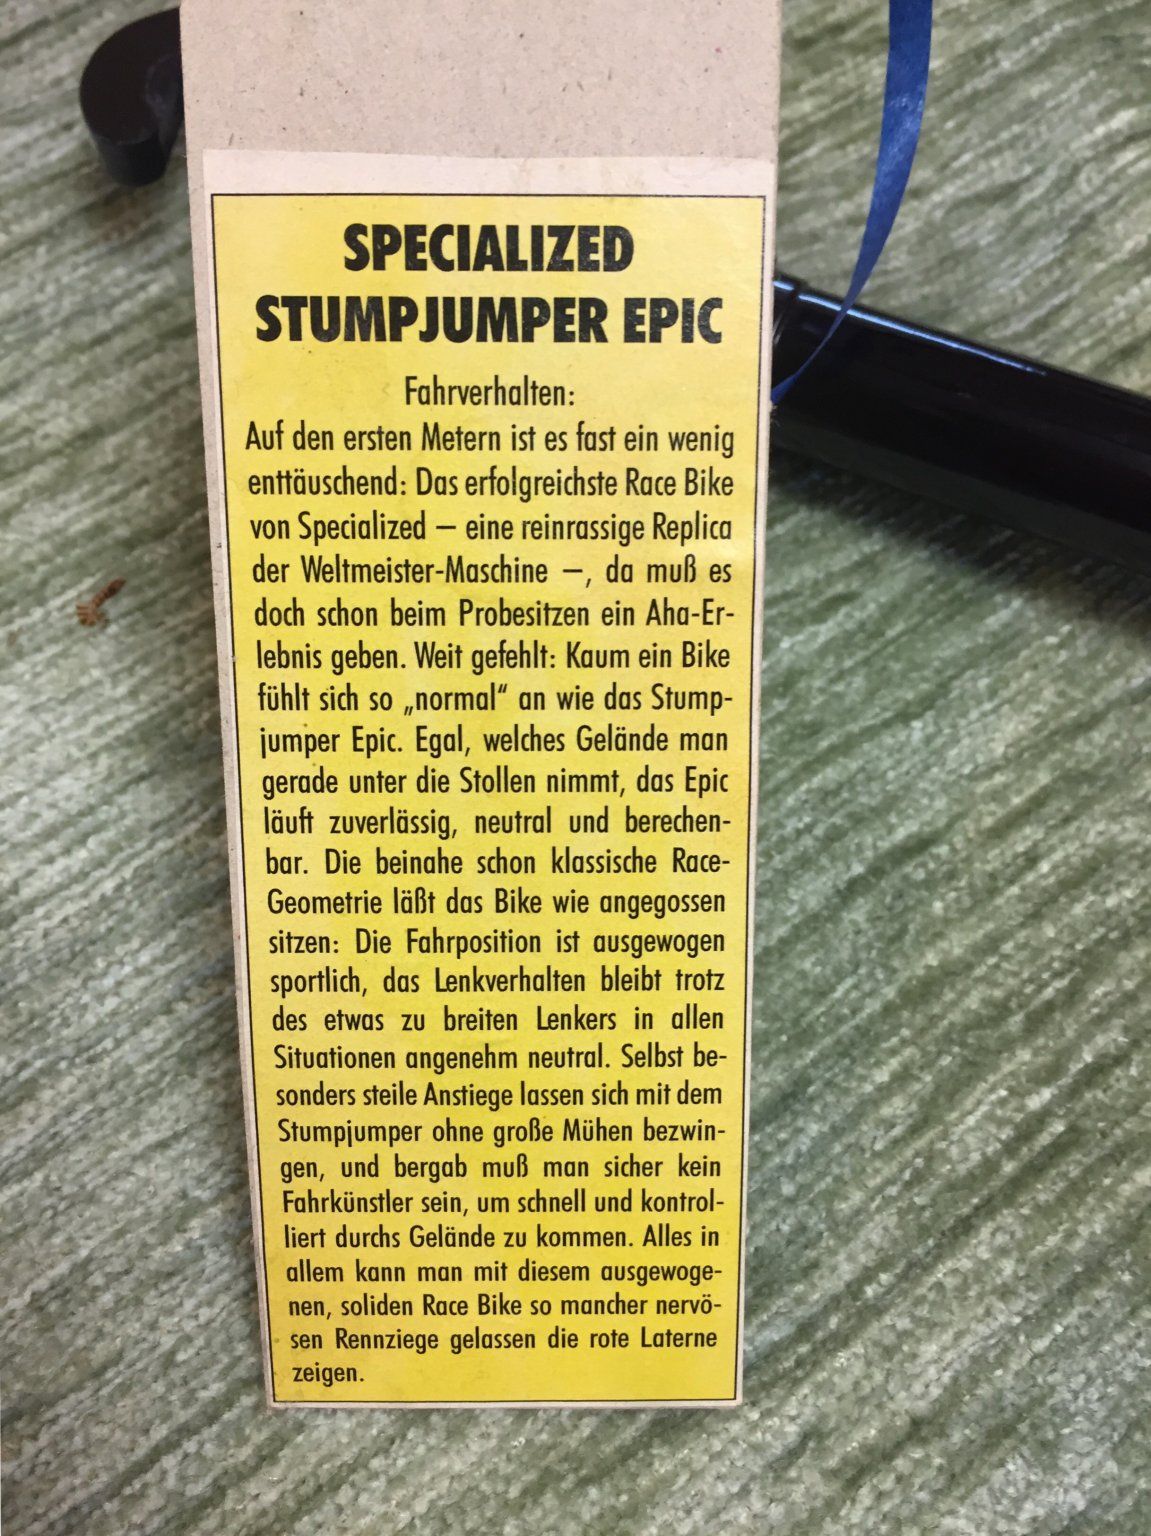 SPECIALIZED
STUMPJUMPER EPIC
Fahrverhalten:
Auf den ersten Metern ist es fast ein wenig
enttäuschend: Das erfolgreichste Race Bike
von Specialized – eine reinrassige Replica
der Weltmeister-Maschine –, da muß es
doch schon beim Probesitzen ein Aha-Er-
lebnis geben. Weit gefehlt: Kaum ein Bike
fühlt sich so „normal“ an wie das Stump-
jumper Epic. Egal, welches Gelände man
gerade unter die Stollen nimmt, das Epic
läuft zuverlässig, neutral und berechen-
bar. Die beinahe schon klassische Race-
Geometrie läßt das Bike wie angegossen
sitzen: Die Fahrposition ist ausgewogen
sportlich, das Lenkverhalten bleibt trotz
des etwas zu breiten Lenkers in allen
Situationen angenehm neutral. Selbst be-
sonders steile Anstiege lassen sich mit dem
Stumpjumper ohne große Mühen bezwin-
gen, und bergab muß man sicher kein
Fahrkünstler sein, um schnell und kontrol-
liert durchs Gelände zu kommen. Alles in
allem kann man mit diesem ausgewoge-
nen, soliden Race Bike so mancher nervö-
sen Rennziege gelassen die rote Laterne
zeigen.